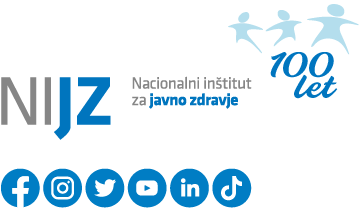 100
let
NIJZ
Nacionalni inštitut
za javno zdravje